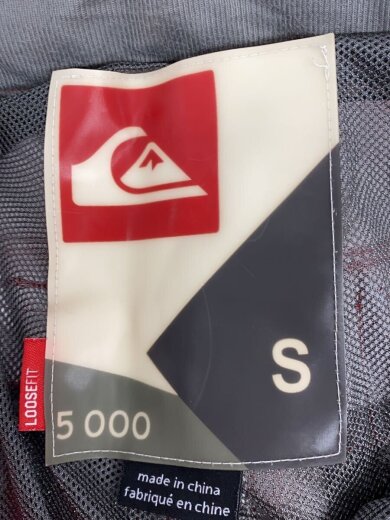 S
LOOSEFIT
5 000
made in china
fabriqué en chine